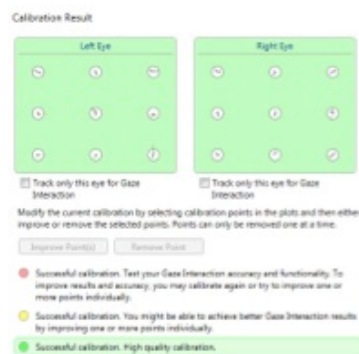 Calibration Result
Left Eye
Right Eye
Track only this eye for Gaze
Interaction
Track only this eye for Gaze
Interaction
Modify the current calibration by selecting calibration points in the plots and then either
improve or remove the selected points. Points can only be removed one at a time.
Improve Point(s)
Remove Point
Successful calibration. Test your Gaze Interaction accuracy and functionality. To
improve results and accuracy, you may calibrate again or try to improve one or
more points individually.
Successful calibration. You might be able to achieve better Gaze Interaction results
by improving one or more points individually.
Successful calibration. High quality calibration.